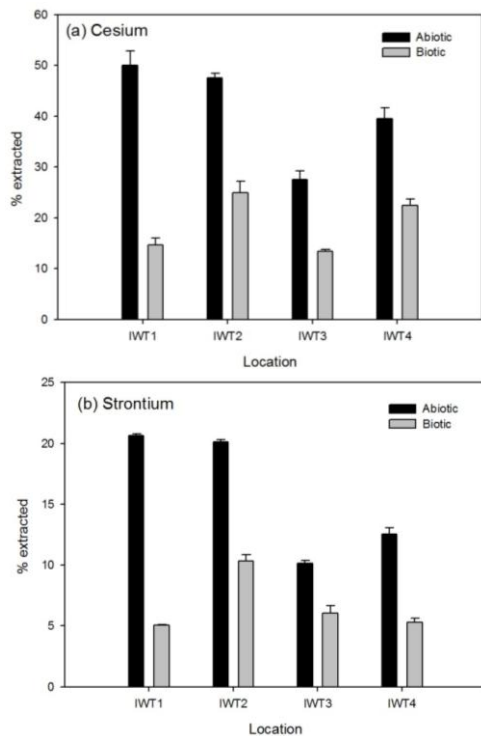 (a) Cesium
Abiotic
Biotic
60
50
40
30
20
10
0
% extracted
IWT1 IWT2 IWT3 IWT4
Location
(b) Strontium
Abiotic
Biotic
25
20
15
10
5
0
% extracted
IWT1 IWT2 IWT3 IWT4
Location